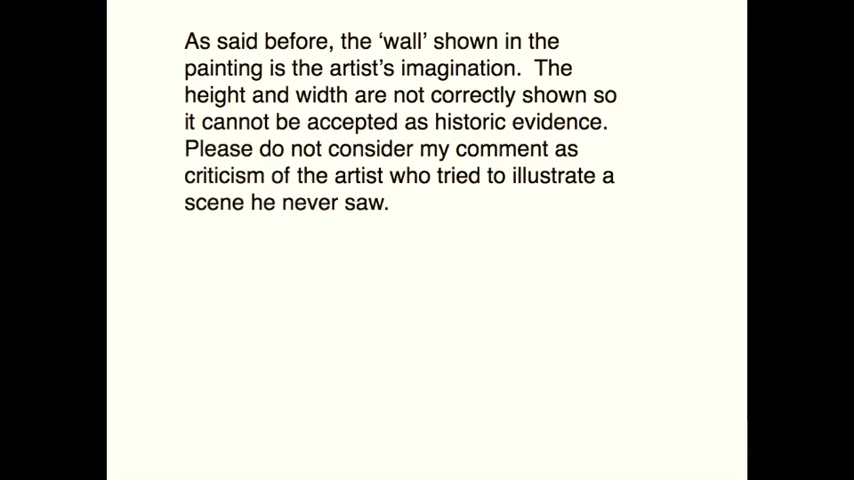 As said before, the ‘wall’ shown in the
painting is the artist’s imagination.  The
height and width are not correctly shown so
it cannot be accepted as historic evidence.
Please do not consider my comment as
criticism of the artist who tried to illustrate a
scene he never saw.